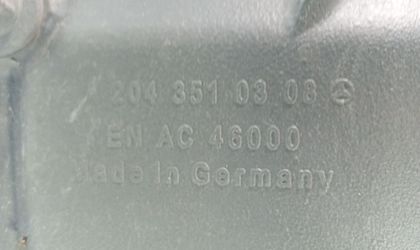 204 351 03 08
EN AC 46000
Made In Germany